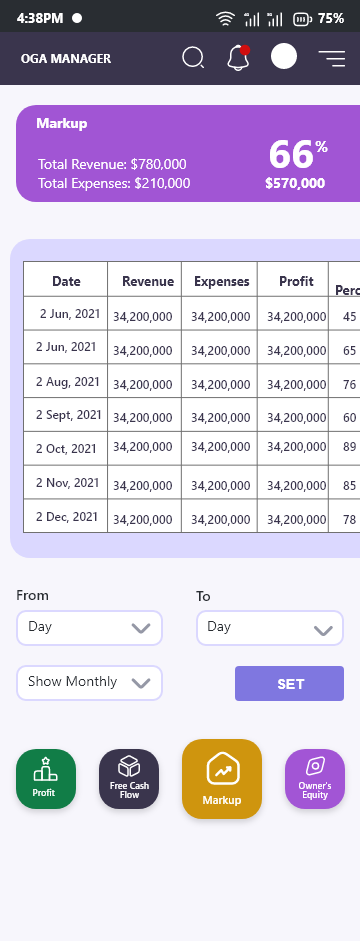 4:38PM
75%
OGA MANAGER
Markup
66%
Total Revenue: $780,000
Total Expenses: $210,000
$570,000
Date Revenue Expenses Profit Perc
2 Jun, 2021 34,200,000 34,200,000 34,200,000 45
2 Jun, 2021 34,200,000 34,200,000 34,200,000 65
2 Aug, 2021 34,200,000 34,200,000 34,200,000 76
2 Sept, 2021 34,200,000 34,200,000 34,200,000 60
2 Oct, 2021 34,200,000 34,200,000 34,200,000 89
2 Nov, 2021 34,200,000 34,200,000 34,200,000 85
2 Dec, 2021 34,200,000 34,200,000 34,200,000 78
From To
Day Day
Show Monthly SET
Profit
Free Cash
Flow
Markup
Owner's
Equity